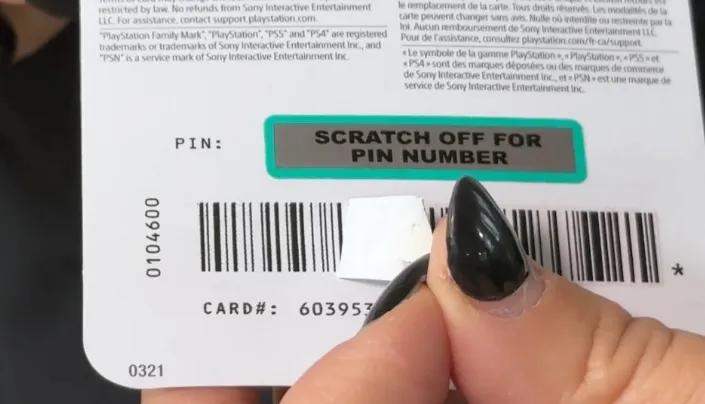 restricted by law. No refunds from Sony Interactive Entertainment
LLC. For assistance, contact support.playstation.com.
"PlayStation Family Mark", "PlayStation", "PS5" and "PS4" are registered
trademarks or trademarks of Sony Interactive Entertainment Inc., and
"PSN" is a service mark of Sony Interactive Entertainment Inc.
le remplacement de la carte. Tous droits réservés. Les modalités de la
carte peuvent changer sans avis. Nulle où interdite ou restreinte par la
loi. Aucun remboursement de Sony Interactive Entertainment LLC.
Pour de l'assistance, consultez playstation.com/fr-ca/support.
« Le symbole de la gamme PlayStation », « PlayStation », « PS5 » et
« PS4 » sont des marques déposées ou des marques de commerce
de Sony Interactive Entertainment Inc., et « PSN » est une marque de
service de Sony Interactive Entertainment Inc.
PIN:
SCRATCH OFF FOR
PIN NUMBER
0104600
*
CARD#: 603953
0321